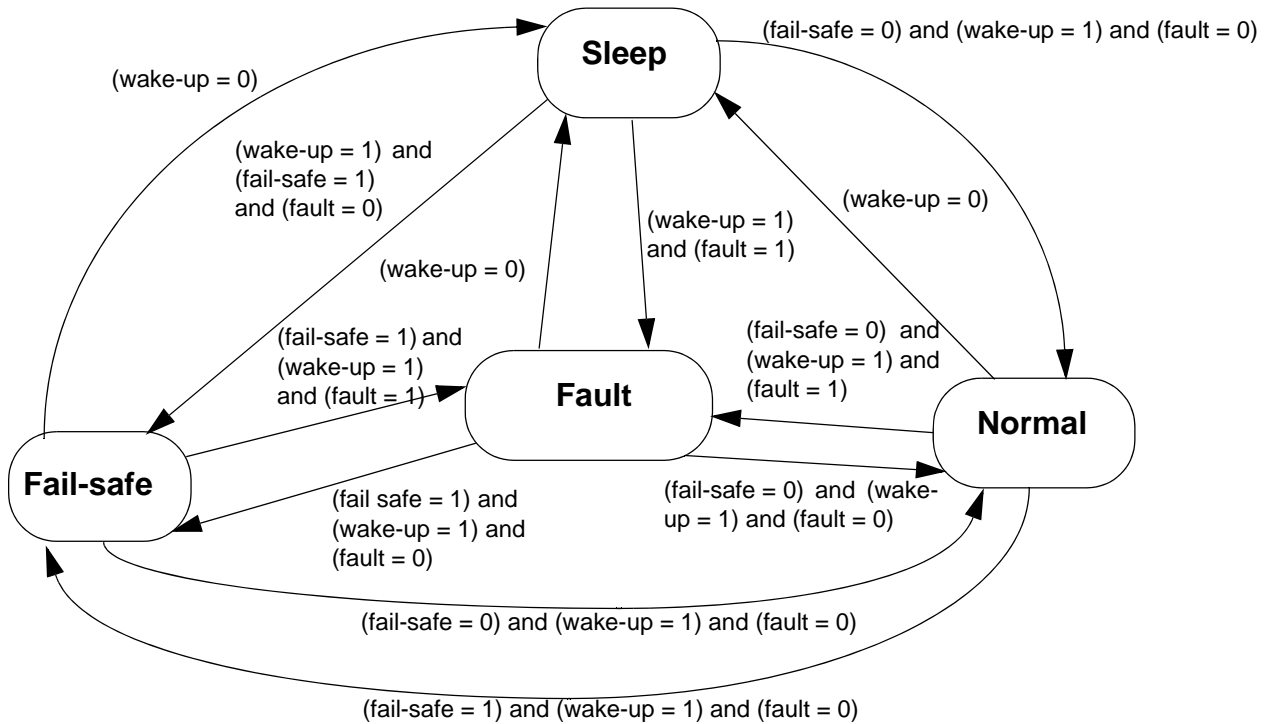 Sleep
(fail-safe = 0) and (wake-up = 1) and (fault = 0)
(wake-up = 0)
(wake-up = 1) and
(fail-safe = 1)
and (fault = 0)
(wake-up = 0)
(wake-up = 1)
and (fault = 1)
(wake-up = 0)
(fail-safe = 1) and
(wake-up = 1)
and (fault = 1)
(fail-safe = 0) and
(wake-up = 1) and
(fault = 1)
Fault
Normal
Fail-safe
(fail safe = 1) and
(wake-up = 1) and
(fault = 0)
(fail-safe = 0) and (wake-
up = 1) and (fault = 0)
(fail-safe = 0) and (wake-up = 1) and (fault = 0)
(fail-safe = 1) and (wake-up = 1) and (fault = 0)